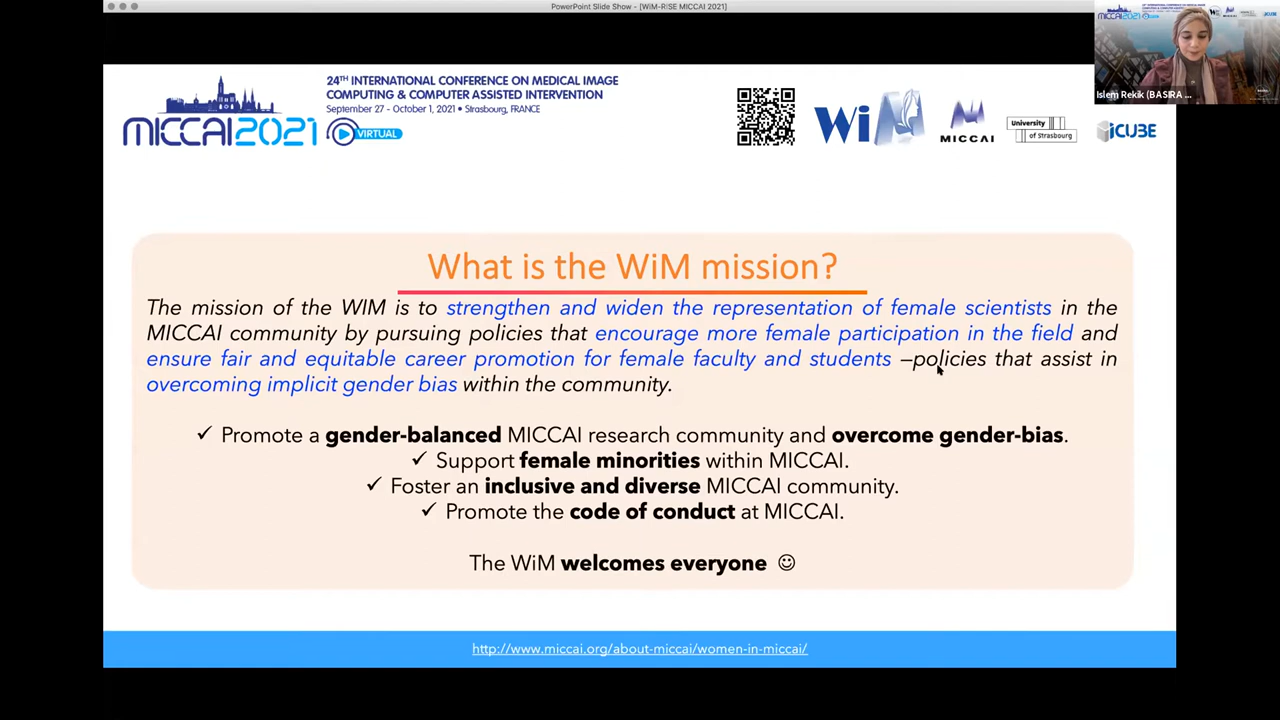 PowerPoint Slide Show - [WiM-RISE MICCAI 2021]
Islem Rekik (BASIRA ...
MICCAI2021
24TH INTERNATIONAL CONFERENCE ON MEDICAL IMAGE
COMPUTING & COMPUTER ASSISTED INTERVENTION
September 27 - October 1, 2021 • Strasbourg, FRANCE
VIRTUAL
WiM
MICCAI
University
of Strasbourg
iCUBE
What is the WiM mission?
The mission of the WIM is to strengthen and widen the representation of female scientists in the
MICCAI community by pursuing policies that encourage more female participation in the field and
ensure fair and equitable career promotion for female faculty and students –policies that assist in
overcoming implicit gender bias within the community.
✓ Promote a gender-balanced MICCAI research community and overcome gender-bias.
✓ Support female minorities within MICCAI.
✓ Foster an inclusive and diverse MICCAI community.
✓ Promote the code of conduct at MICCAI.
The WiM welcomes everyone ☺
http://www.miccai.org/about-miccai/women-in-miccai/